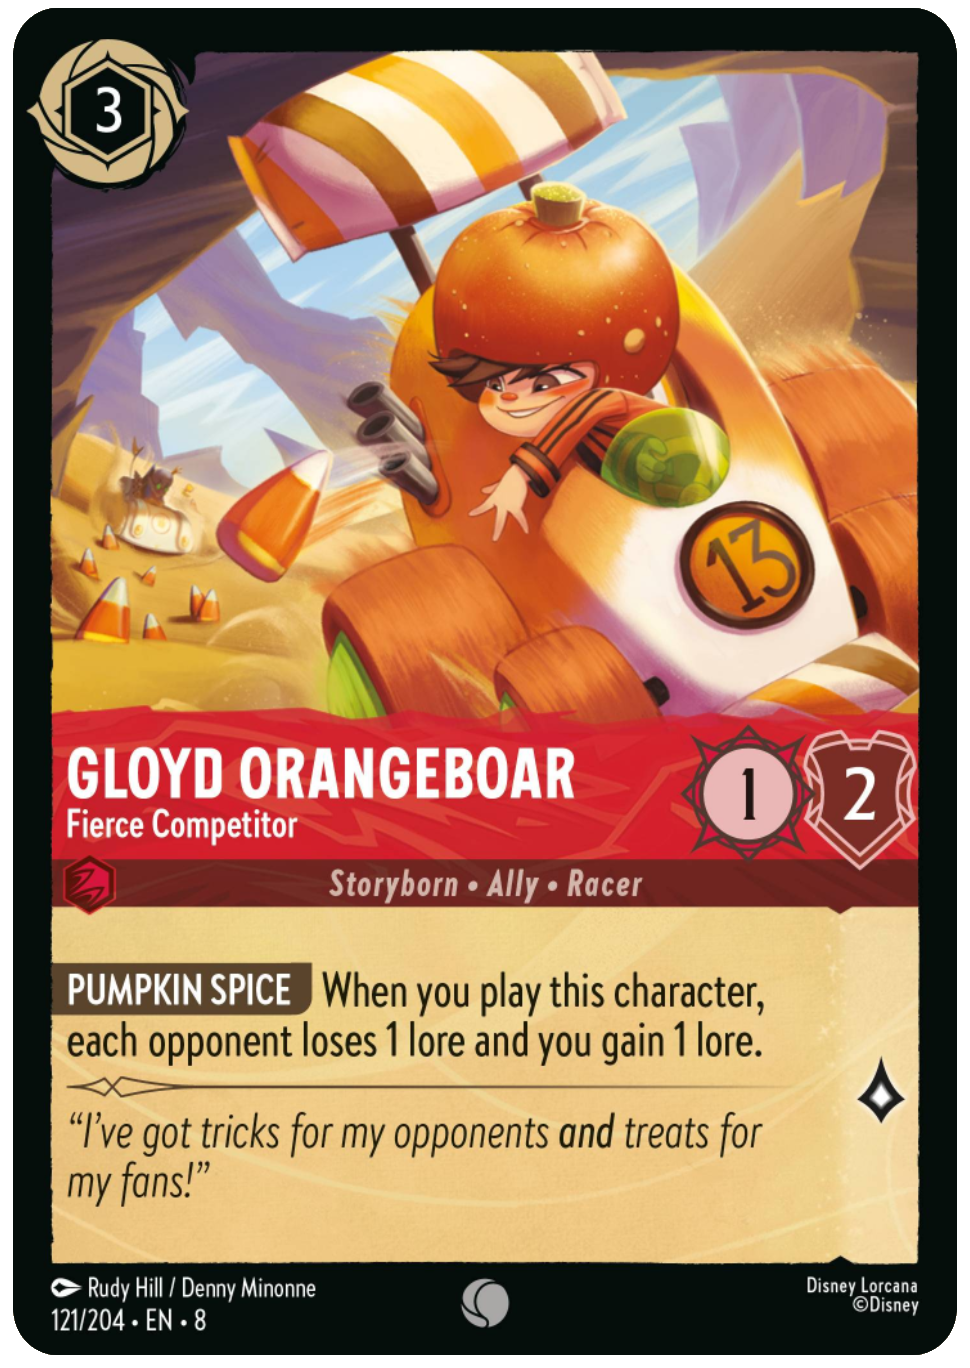 3
13
GLOYD ORANGEBOAR
Fierce Competitor
1
2
Storyborn • Ally • Racer
PUMPKIN SPICE When you play this character,
each opponent loses 1 lore and you gain 1 lore.
“I’ve got tricks for my opponents and treats for
my fans!”
Rudy Hill / Denny Minonne
121/204 • EN • 8
Disney Lorcana
©Disney